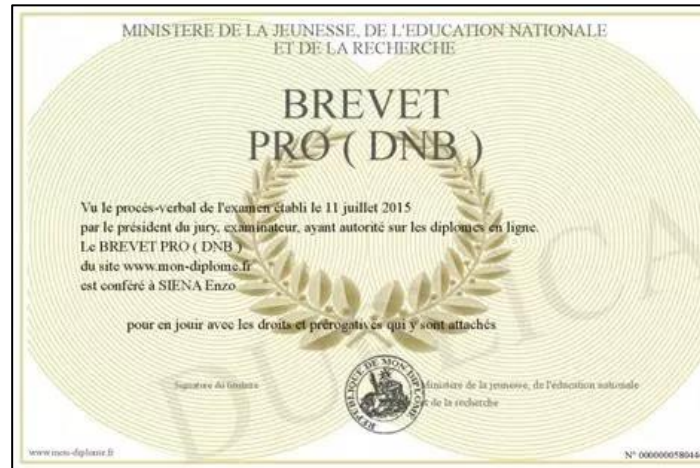 MINISTERE DE LA JEUNESSE, DE L'EDUCATION NATIONALE
ET DE LA RECHERCHE
BREVET
PRO ( DNB )
Vu le procès-verbal de l'examen établi le 11 juillet 2015
par le président du jury, examinateur, ayant autorité sur les diplomes en ligne.
Le BREVET PRO ( DNB )
du site www.mon-diplome.fr
est conféré à SIENA Enzo
pour en jouir avec les droits et prérogatives qui y sont attachés
Signature du titulaire
REPUBLIQUE DE MON DIPLOME
Ministere de la jeunesse, de l'éducation nationale
et de la recherche
www.mon-diplome.fr